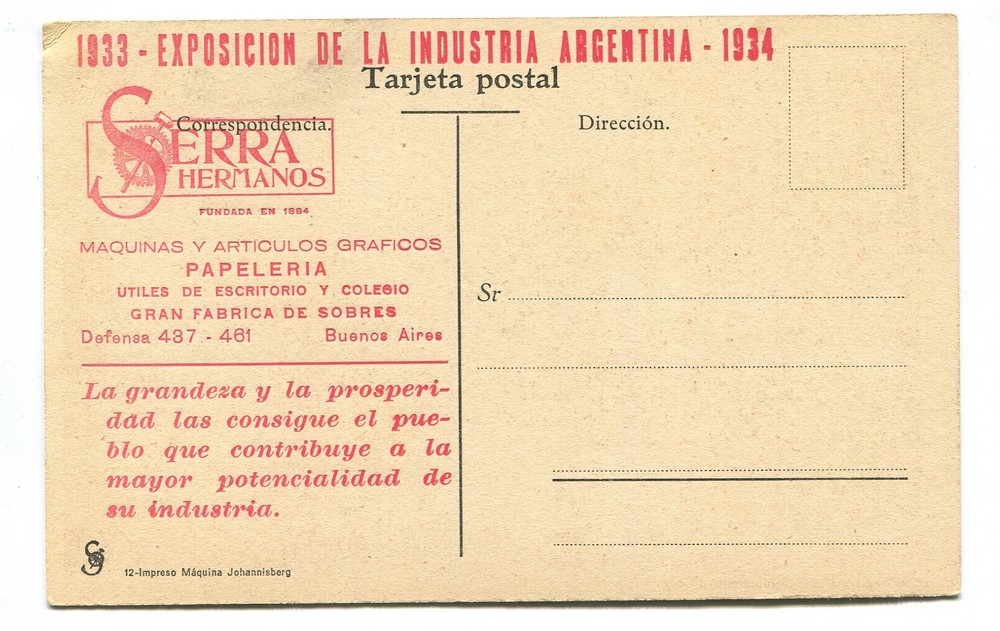 1933 - EXPOSICION DE LA INDUSTRIA ARGENTINA - 1934
Tarjeta postal
Correspondencia.
Dirección.
SERRA
HERMANOS
FUNDADA EN 1884
MAQUINAS Y ARTICULOS GRAFICOS
PAPELERIA
UTILES DE ESCRITORIO Y COLEGIO
GRAN FABRICA DE SOBRES
Defensa 437 - 461 Buenos Aires
La grandeza y la prosperi-
dad las consigue el pue-
blo que contribuye a la
mayor potencialidad de
su industria.
Sr
12-Impreso Máquina Johannisberg